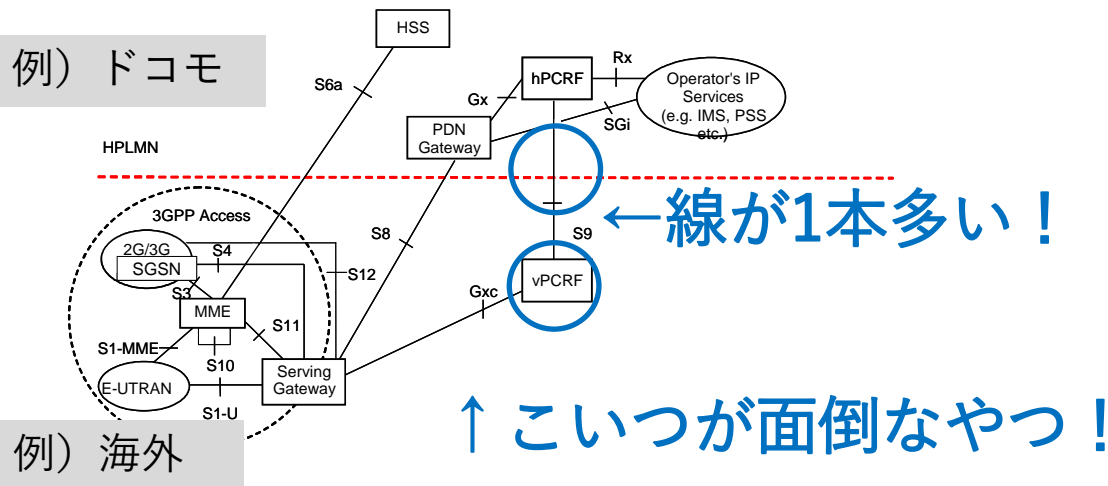 HSS
例）ドコモ
S6a
hPCRF
Rx
Operator's IP
Services
(e.g. IMS, PSS
etc.)
Gx
PDN
Gateway
SGi
HPLMN
3GPP Access
←線が1本多い！
2G/3G
SGSN
S4
S8
S9
S12
vPCRF
S3
MME
Gxc
S11
S1-MME
S10
Serving
Gateway
E-UTRAN
S1-U
↑こいつが面倒なやつ！
例）海外